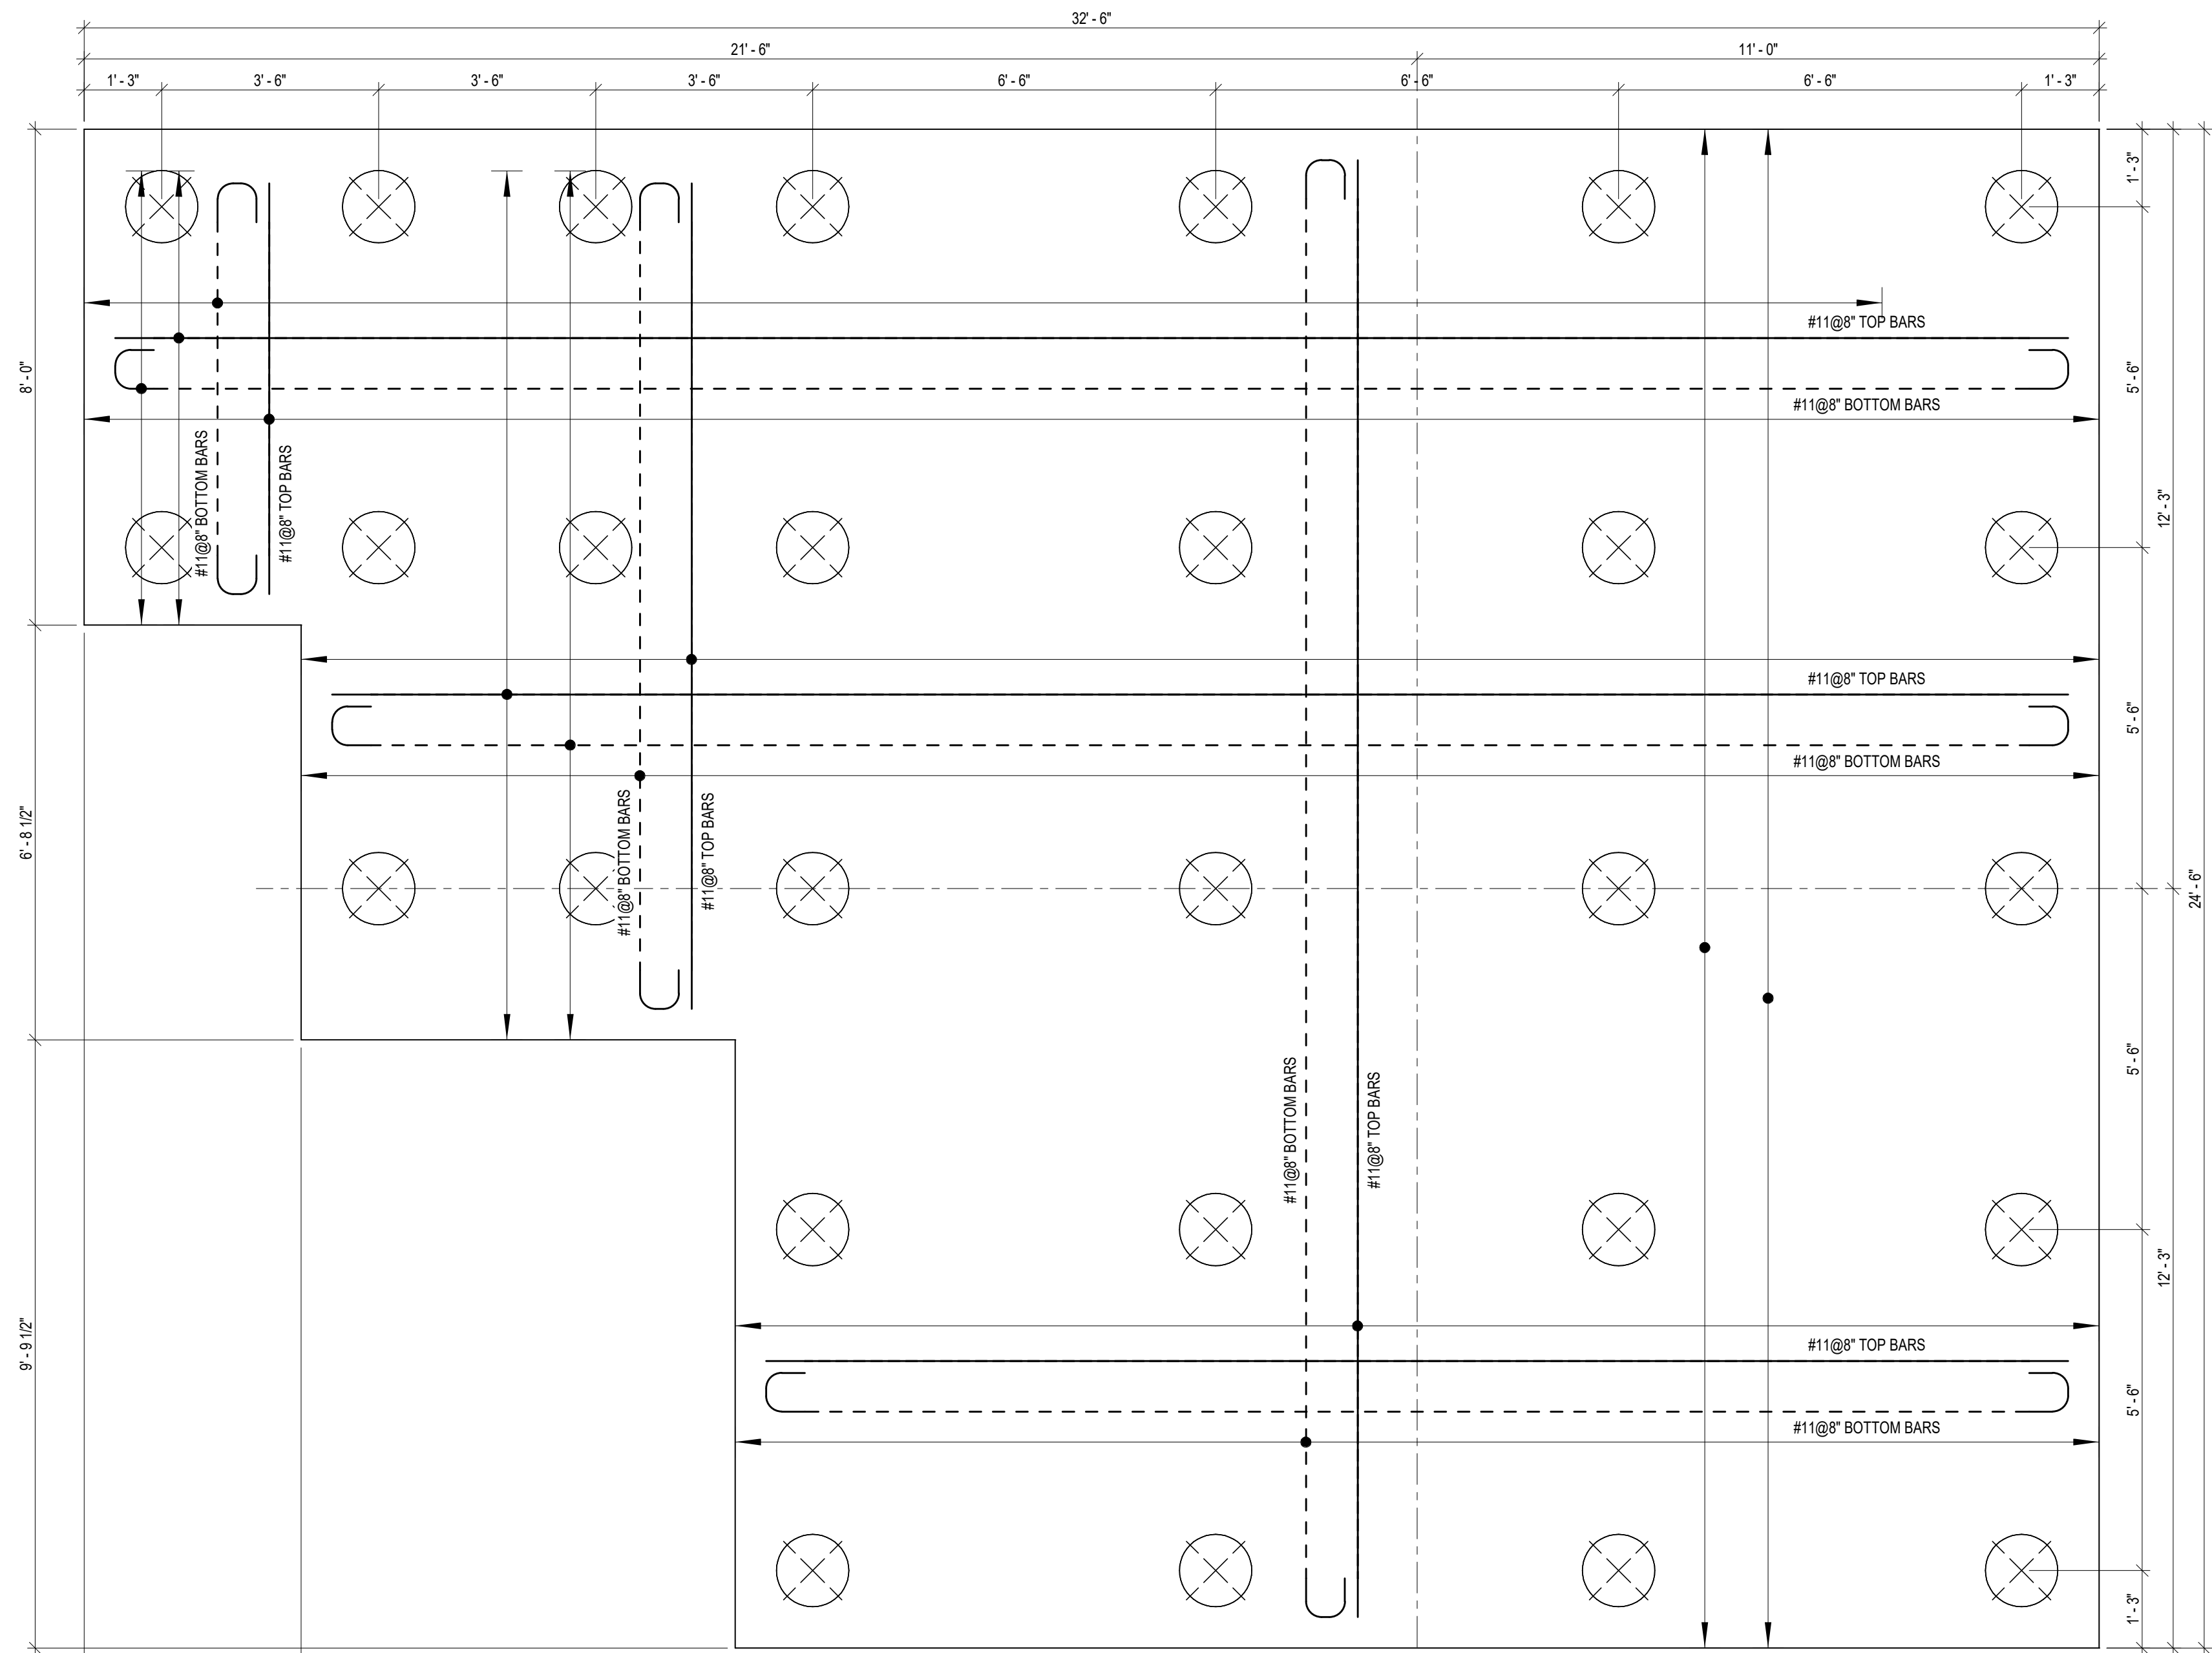 32' - 6"
21' - 6"
11' - 0"
1' - 3"
3' - 6"
3' - 6"
3' - 6"
6' - 6"
6' - 6"
6' - 6"
1' - 3"
1' - 3"
#11@8" TOP BARS
8' - 0"
5' - 6"
#11@8" BOTTOM BARS
#11@8" BOTTOM BARS
#11@8" TOP BARS
12' - 3"
#11@8" TOP BARS
5' - 6"
#11@8" BOTTOM BARS
6' - 8 1/2"
#11@8" BOTTOM BARS
#11@8" TOP BARS
24' - 6"
5' - 6"
#11@8" BOTTOM BARS
#11@8" TOP BARS
12' - 3"
9' - 9 1/2"
#11@8" TOP BARS
5' - 6"
#11@8" BOTTOM BARS
1' - 3"